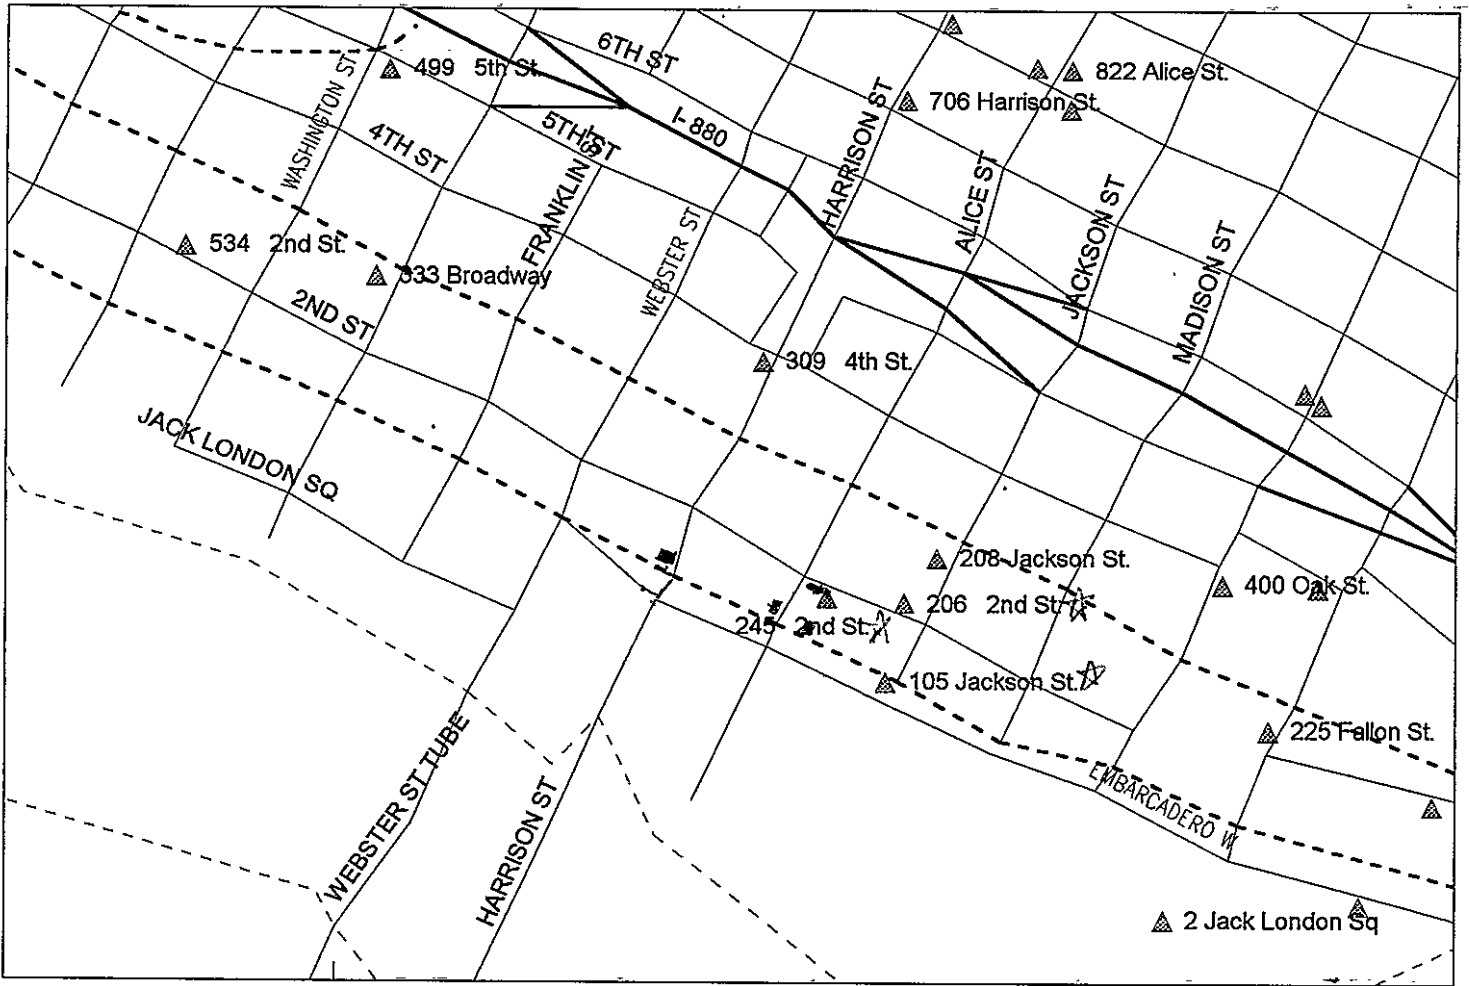 6TH ST
499 5th St.
822 Alice St.
WASHINGTON ST
706 Harrison St.
I-880
HARRISON ST
4TH ST
5TH ST
FRANKLIN ST
ALICE ST
JACKSON ST
MADISON ST
534 2nd St.
WEBSTER ST
333 Broadway
2ND ST
309 4th St.
JACK LONDON SQ
208 Jackson St.
400 Oak St.
206 2nd St.
245 2nd St.
105 Jackson St.
225 Fallon St.
WEBSTER ST TUBE
EMBARCADERO W
HARRISON ST
2 Jack London Sq